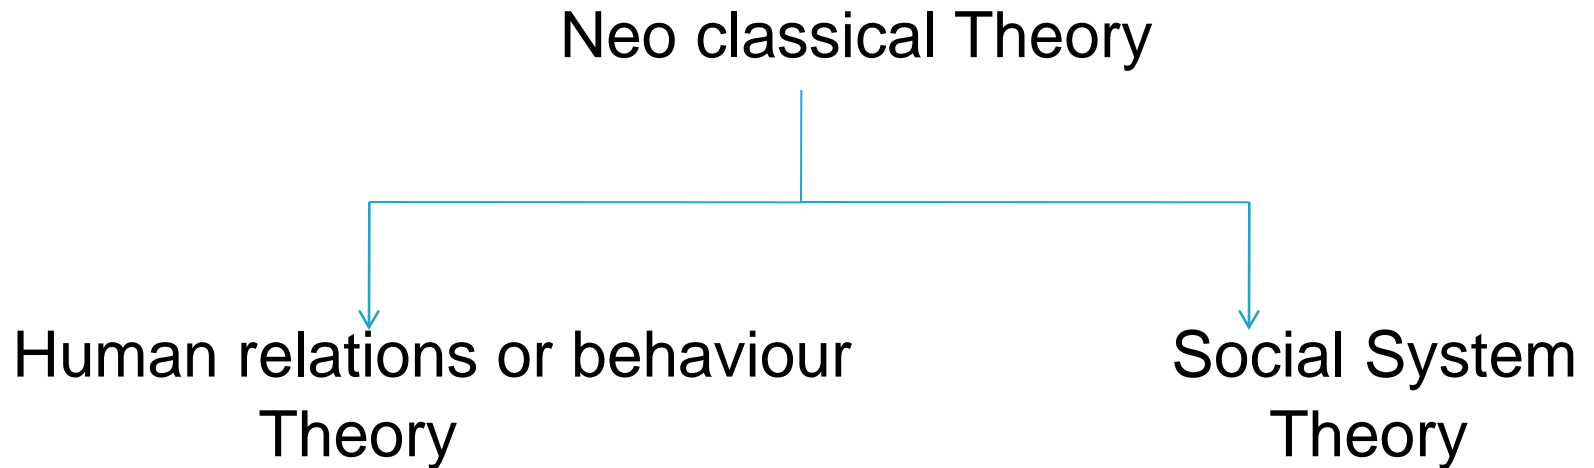 Neo classical Theory
Human relations or behaviour
Theory
Social System
Theory